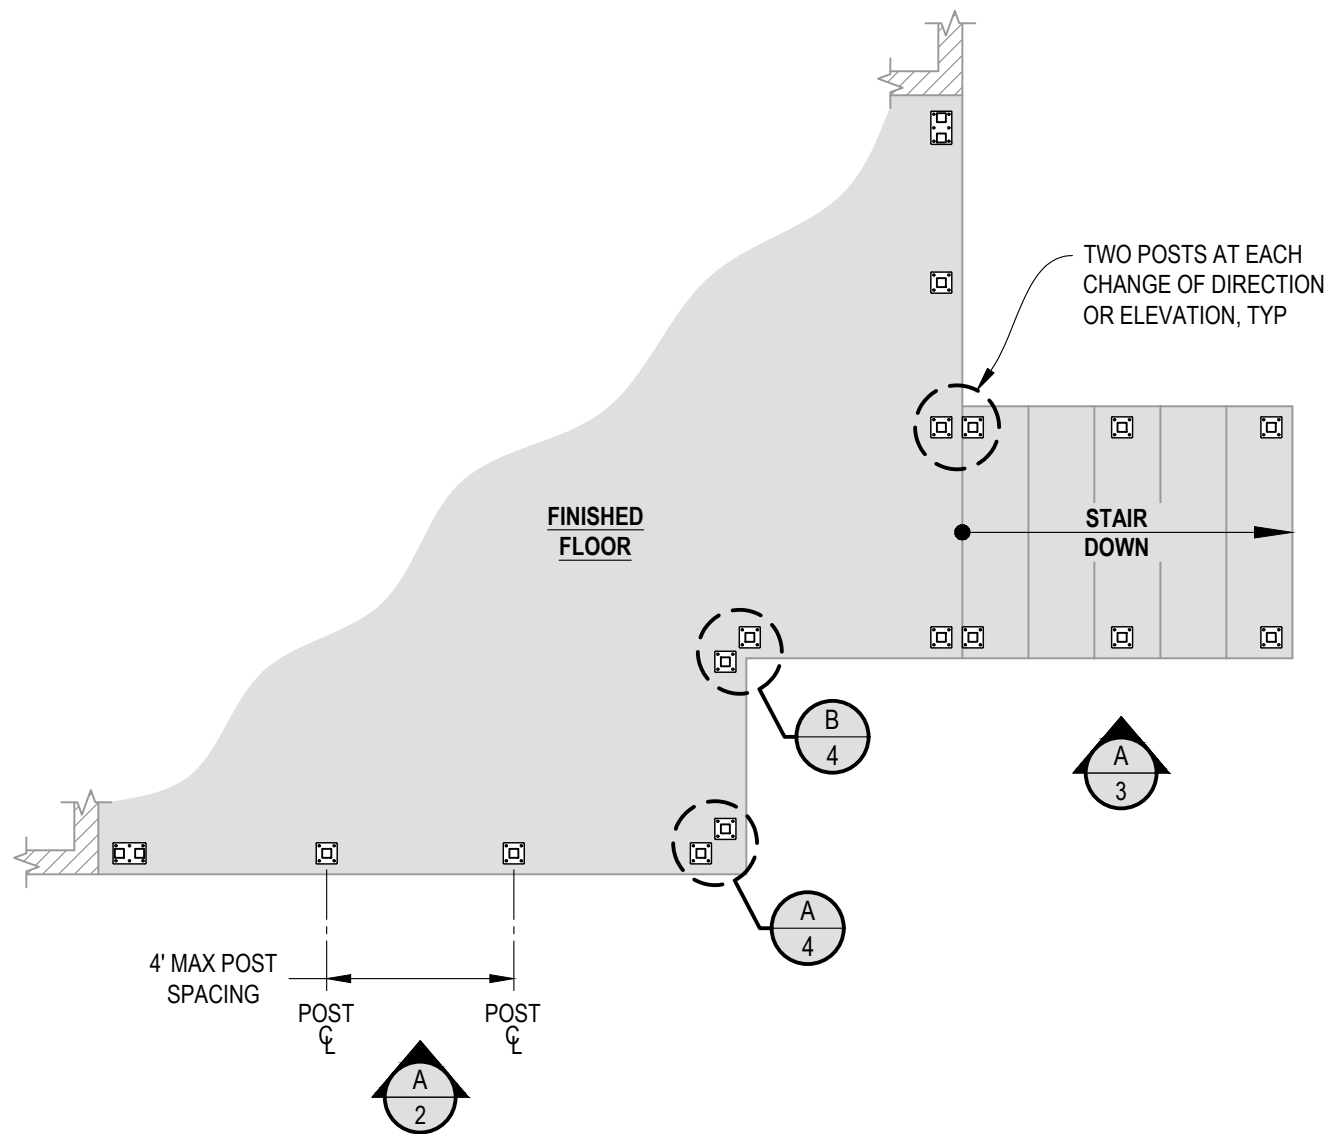 TWO POSTS AT EACH
CHANGE OF DIRECTION
OR ELEVATION, TYP
FINISHED
FLOOR
STAIR
DOWN
B
4
A
3
A
4
4' MAX POST
SPACING
POST
℄
POST
℄
A
2